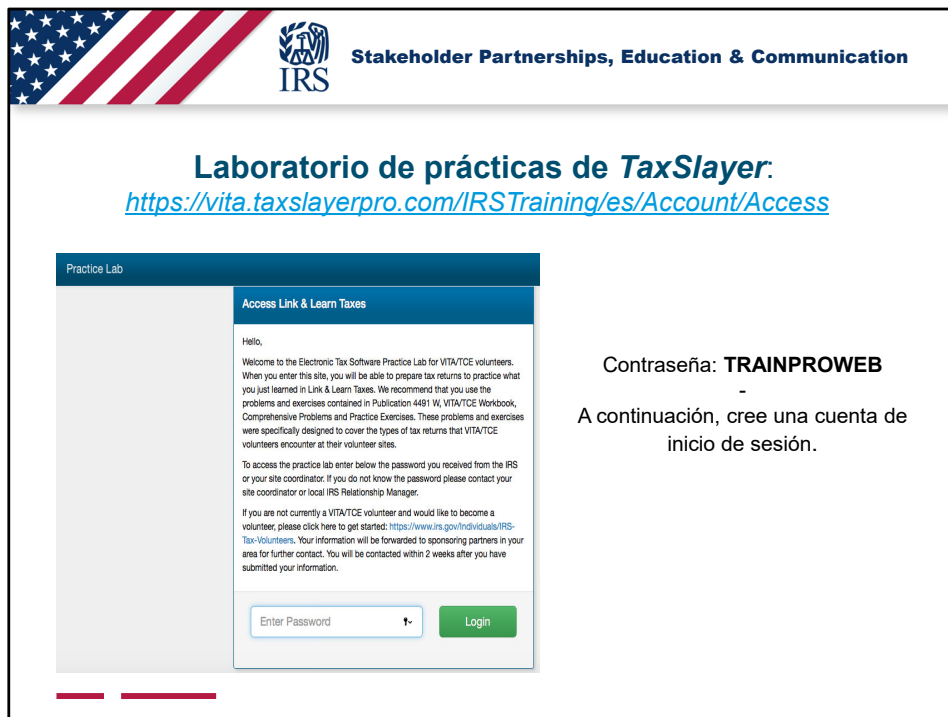 IRS
Stakeholder Partnerships, Education & Communication
Laboratorio de prácticas de TaxSlayer:
https://vita.taxslayerpro.com/IRSTraining/es/Account/Access
Practice Lab
Access Link & Learn Taxes
Hello,
Welcome to the Electronic Tax Software Practice Lab for VITA/TCE volunteers.
When you enter this site, you will be able to prepare tax returns to practice what
you just learned in Link & Learn Taxes. We recommend that you use the
problems and exercises contained in Publication 4491 W, VITA/TCE Workbook,
Comprehensive Problems and Practice Exercises. These problems and exercises
were specifically designed to cover the types of tax returns that VITA/TCE
volunteers encounter at their volunteer sites.
To access the practice lab enter below the password you received from the IRS
or your site coordinator. If you do not know the password please contact your
site coordinator or local IRS Relationship Manager.
If you are not currently a VITA/TCE volunteer and would like to become a
volunteer, please click here to get started: https://www.irs.gov/Individuals/IRS-
Tax-Volunteers. Your information will be forwarded to sponsoring partners in your
area for further contact. You will be contacted within 2 weeks after you have
submitted your information.
Enter Password
Login
Contraseña: TRAINPROWEB
-
A continuación, cree una cuenta de
inicio de sesión.